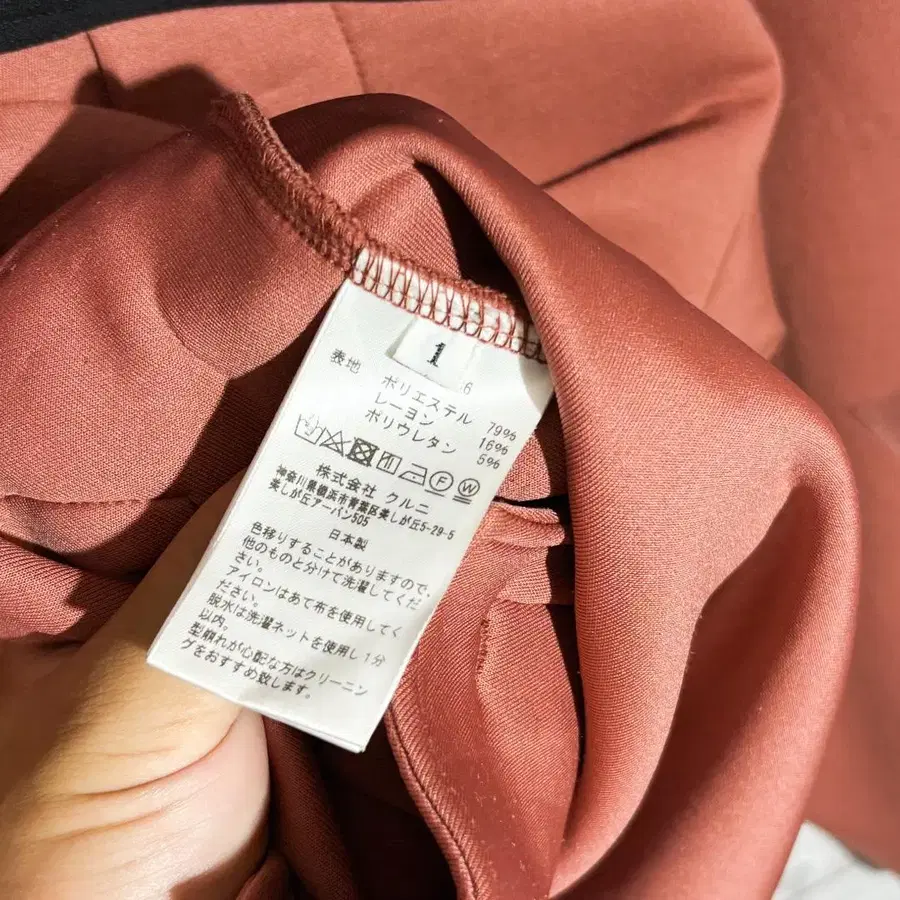 1
6
表地
ポリエステル 79%
レーヨン 16%
ポリウレタン 5%
F W
株式会社 クルニ
神奈川県横浜市青葉区美しが丘5-29-5
美しが丘アーバン505
日本製
色移りすることがありますので、
他のものと分けて洗濯してくだ
さい。
アイロンはあて布を使用してく
ださい。
脱水は洗濯ネットを使用し1分
以内。
型崩れが心配な方はクリーニン
グをおすすめ致します。